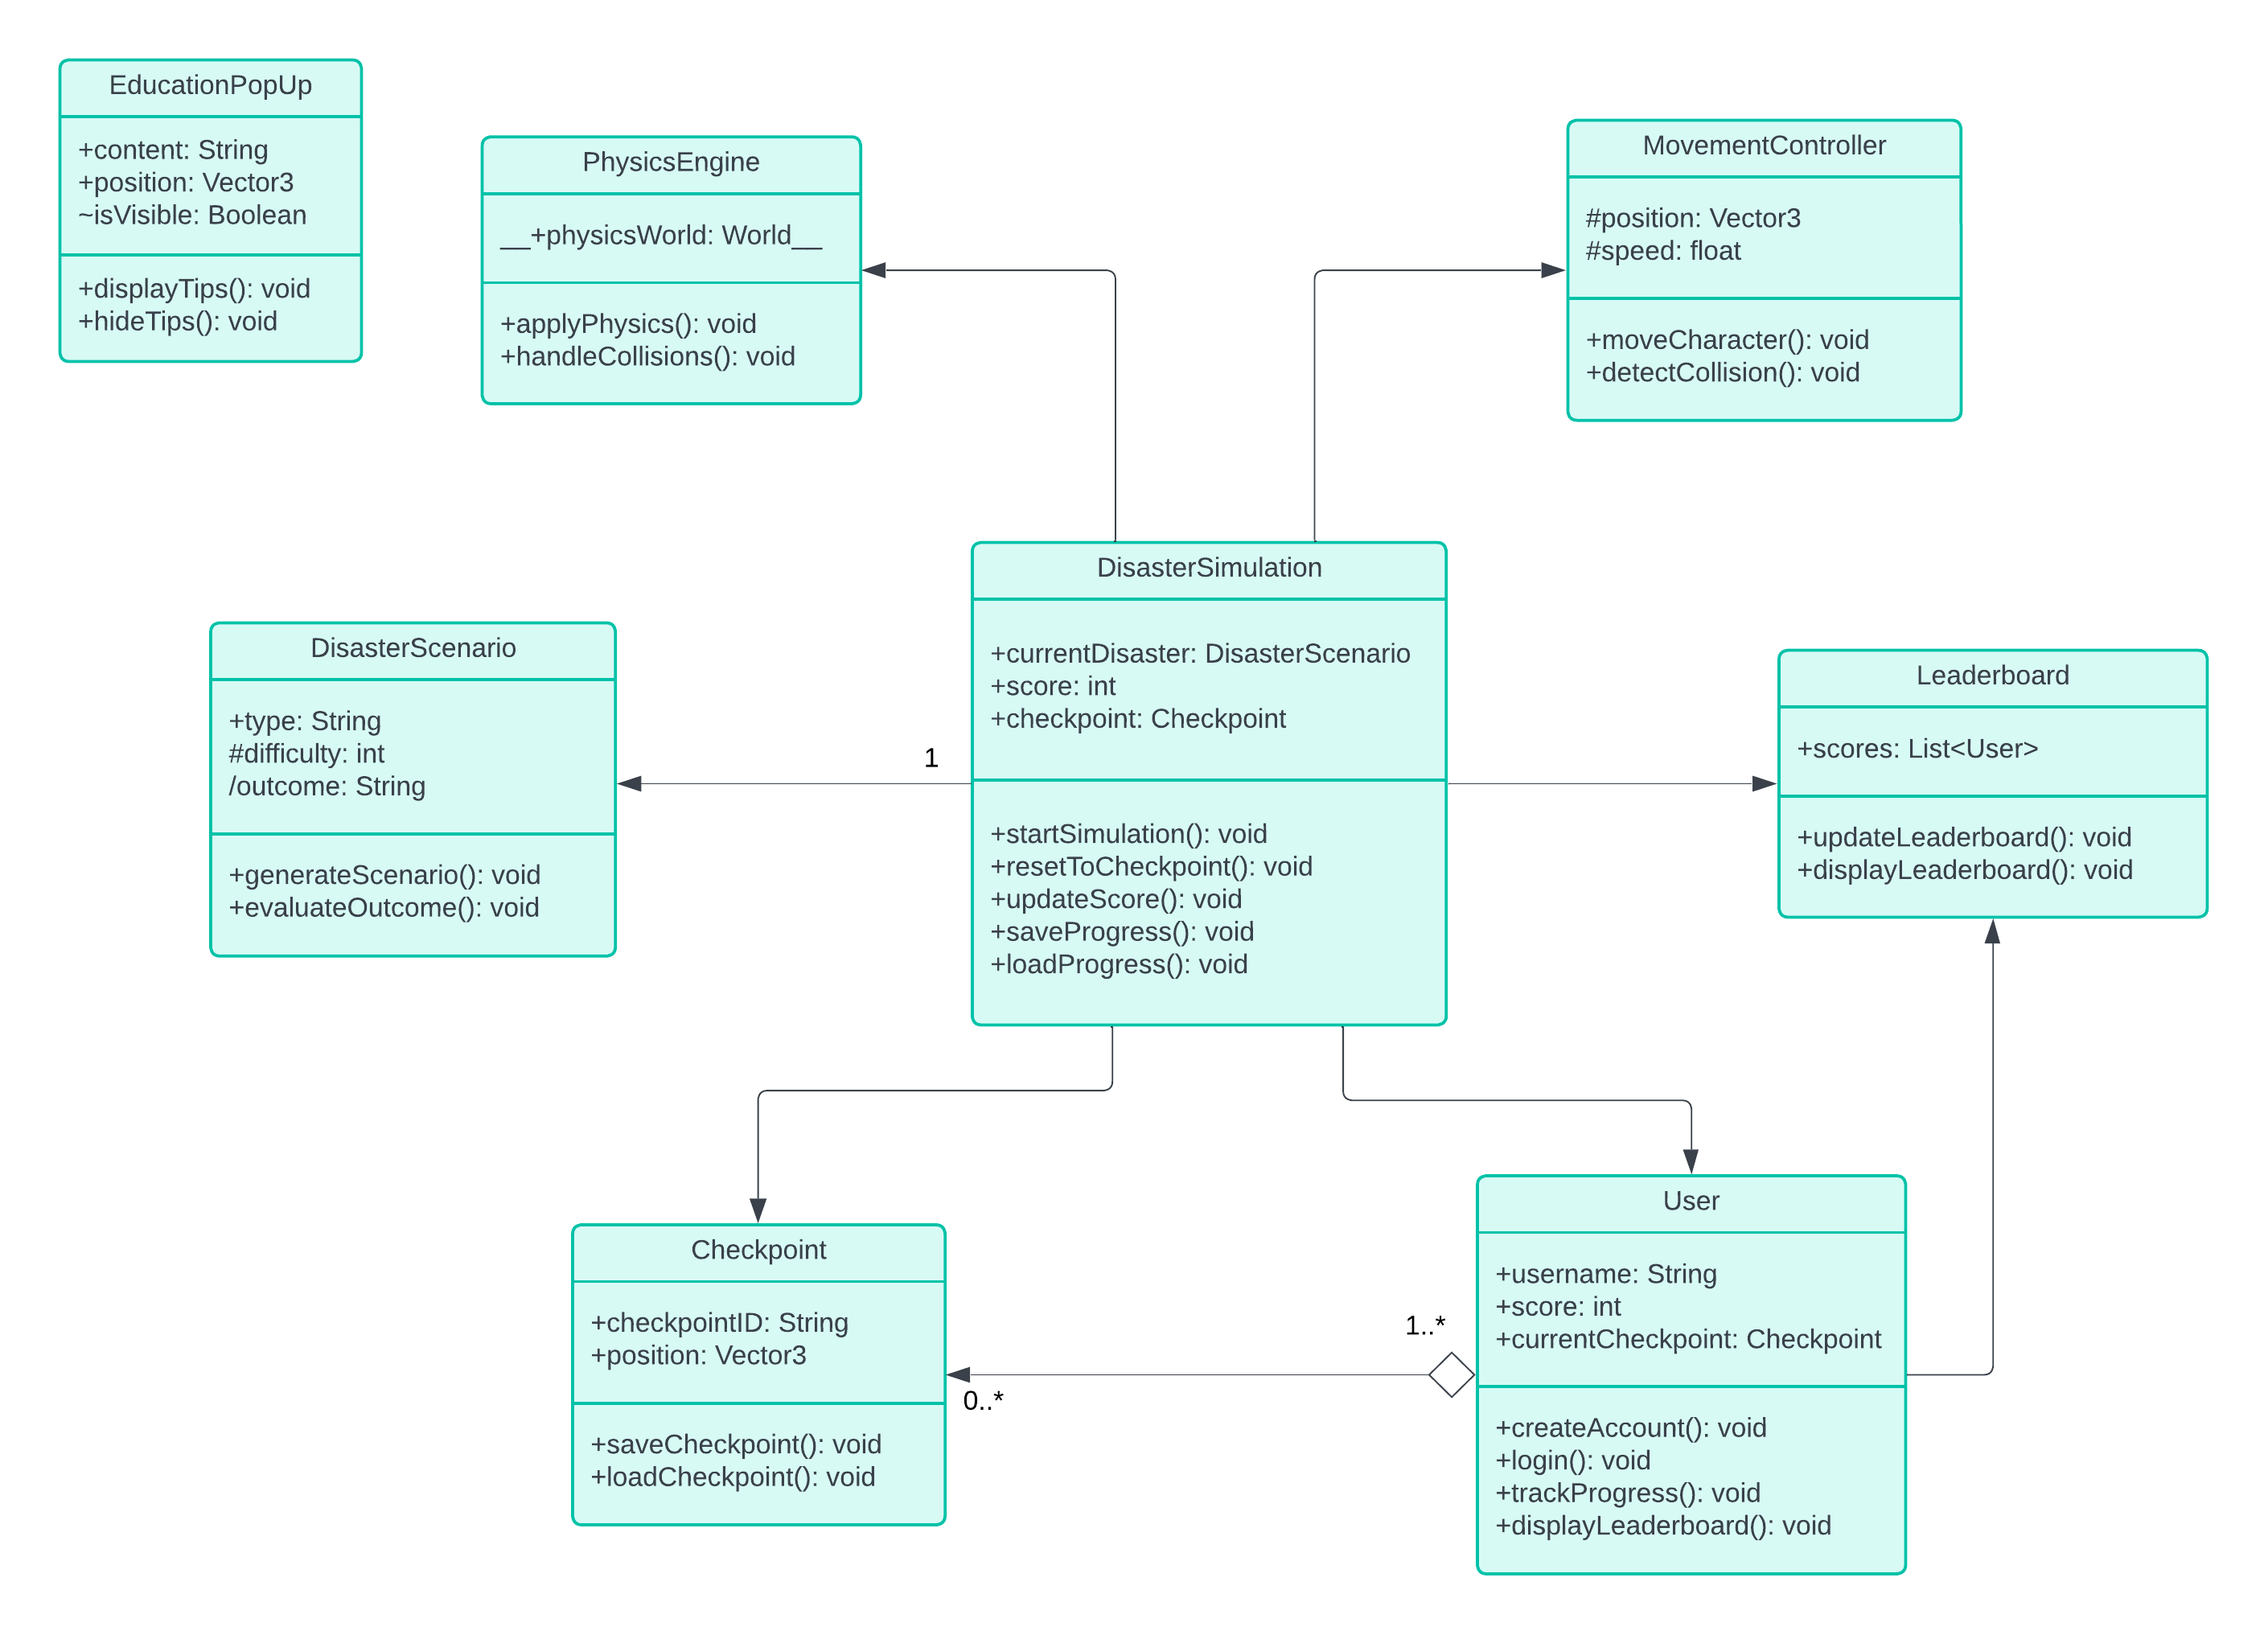 EducationPopUp
+content: String
+position: Vector3
~isVisible: Boolean
+displayTips(): void
+hideTips(): void
PhysicsEngine
__+physicsWorld: World__
+applyPhysics(): void
+handleCollisions(): void
MovementController
#position: Vector3
#speed: float
+moveCharacter(): void
+detectCollision(): void
DisasterSimulation
+currentDisaster: DisasterScenario
+score: int
+checkpoint: Checkpoint
+startSimulation(): void
+resetToCheckpoint(): void
+updateScore(): void
+saveProgress(): void
+loadProgress(): void
DisasterScenario
+type: String
#difficulty: int
/outcome: String
+generateScenario(): void
+evaluateOutcome(): void
1
Leaderboard
+scores: List<User>
+updateLeaderboard(): void
+displayLeaderboard(): void
Checkpoint
+checkpointID: String
+position: Vector3
+saveCheckpoint(): void
+loadCheckpoint(): void
0..*
1..*
User
+username: String
+score: int
+currentCheckpoint: Checkpoint
+createAccount(): void
+login(): void
+trackProgress(): void
+displayLeaderboard(): void